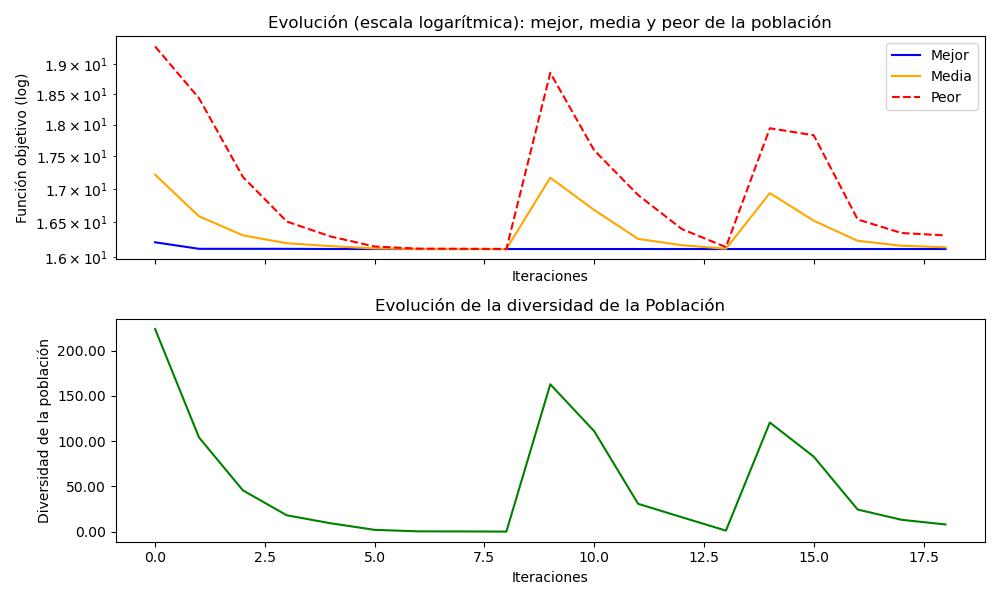 Evolución (escala logarítmica): mejor, media y peor de la población
Función objetivo (log)
1.9 × 10¹
1.85 × 10¹
1.8 × 10¹
1.75 × 10¹
1.7 × 10¹
1.65 × 10¹
1.6 × 10¹
Mejor
Media
Peor
Iteraciones
Evolución de la diversidad de la Población
Diversidad de la población
200.00
150.00
100.00
50.00
0.00
0.0 2.5 5.0 7.5 10.0 12.5 15.0 17.5
Iteraciones